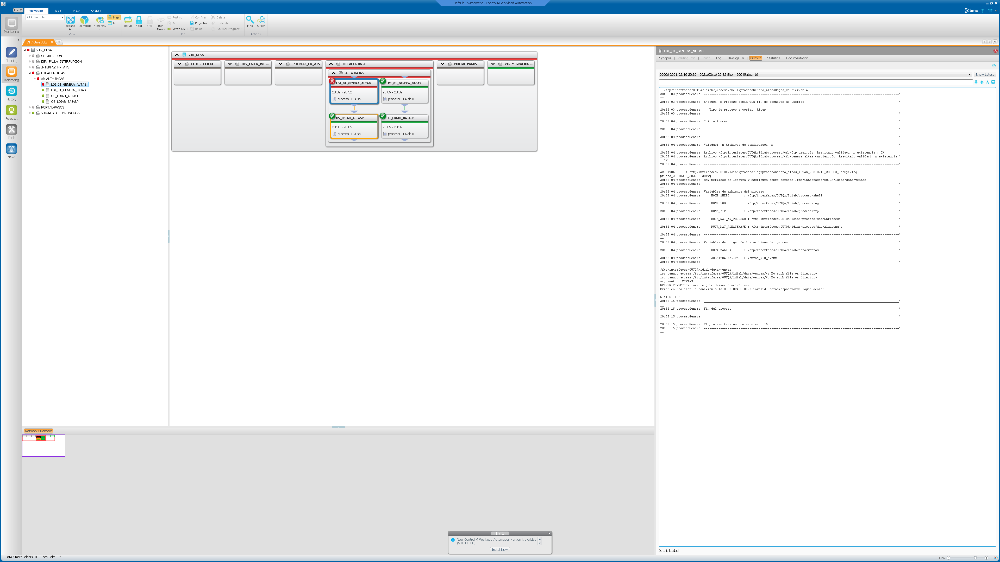 Default Environment - Control-M Workload Automation
File
Viewpoint
Tools
View
Analysis
bmc
?
Monitoring
All Active Jobs
Expand All
Rearrange
Hierarchy
Map
List
View
Rerun
Hold
Free
Run Now
Restart
Kill
Set to OK
Confirm
Projection
React
Delete
Undelete
External Programs
Job
Find
Order
Actions
All Active Jobs
Planning
Monitoring
History
Forecast
Tools
News
VTR_DESA
CC-DIRECCIONES
DEV_FALLA_INTERRUPCION
INTERFAZ_HR_ATS
LDI-ALTA-BAJAS
ALTA-BAJAS
LDI_01_GENERA_ALTAS
LDI_01_GENERA_BAJAS
OS_LDIAB_ALTASP
OS_LDIAB_BAJASP
PORTAL-PAGOS
VTR-MIGRACION-TIVO-APP
VTR_DESA
CC-DIRECCIONES
DEV_FALLA_INTE...
INTERFAZ_HR_ATS
LDI-ALTA-BAJAS
PORTAL-PAGOS
VTR-MIGRACION-...
ALTA-BAJAS
LDI_01_GENERA_ALTAS
20:32 - 20:32
procesoETLA.sh
LDI_01_GENERA_BAJAS
20:09 - 20:09
procesoETLA.sh B
OS_LDIAB_ALTASP
20:05 - 20:05
procesoETLA.sh
OS_LDIAB_BAJASP
20:09 - 20:09
procesoETLA.sh B
LDI_01_GENERA_ALTAS
Synopsis | Waiting Info | Script | Log | Belongs To | Output | Statistics | Documentation
00006 2021/02/16 20:32 - 2021/02/16 20:32 Size: 4600 Status: 16
Show Latest
+ /ftp/interfaces/OUTQA/ldiab/proceso/shell/procesoGenera_AltasBajas_Carrier.sh A
20:32:03 procesoGenera: ===========================================================================================================\
==
20:32:03 procesoGenera: Ejecuci  n Proceso copia via FTP de archivos de Carrier \
20:32:03 procesoGenera:    Tipo de proceco a copiar: Altas
20:32:03 procesoGenera: ___________________________________________________________________________________________________________\
__
20:32:04 procesoGenera: Inicio Proceso \
20:32:04 procesoGenera: \
20:32:04 procesoGenera: -----------------------------------------------------------------------------------------------------------\
--
20:32:04 procesoGenera: Validaci  n Archivos de configuraci  n \
20:32:04 procesoGenera: Archivo /ftp/interfaces/OUTQA/ldiab/proceso/cfg/ftp_user.cfg. Resultado validaci  n existencia : OK
20:32:04 procesoGenera: Archivo /ftp/interfaces/OUTQA/ldiab/proceso/cfg/genera_altas_carrier.cfg. Resultado validaci  n existencia \
: OK
20:32:04 procesoGenera: -----------------------------------------------------------------------------------------------------------\
--
ARCHIVOLOG    : /ftp/interfaces/OUTQA/ldiab/proceso/log/procesoGenera_altas_ALTAS_20210216_203203_DetEje.log
prueba_20210216_203203.dummy
20:32:04 procesoGenera: Hay permisos de lectura y escritura sobre carpeta /ftp/interfaces/OUTQA/ldiab/data/ventas
20:32:04 procesoGenera: -----------------------------------------------------------------------------------------------------------\
--
20:32:04 procesoGenera: Variables de ambiente del proceso
20:32:04 procesoGenera:     HOME_SHELL        : /ftp/interfaces/OUTQA/ldiab/proceso/shell \
20:32:04 procesoGenera:     HOME_LOG          : /ftp/interfaces/OUTQA/ldiab/proceso/log \
20:32:04 procesoGenera:     HOME_FTP          : /ftp/interfaces/OUTQA/ldiab/proceso/ftp \
20:32:04 procesoGenera:     RUTA_DAT_EN_PROCESO : /ftp/interfaces/OUTQA/ldiab/proceso/dat/EnProceso \
20:32:04 procesoGenera:     RUTA_DAT_ALMACENAJE : /ftp/interfaces/OUTQA/ldiab/proceso/dat/Almacenaje \
20:32:04 procesoGenera: -----------------------------------------------------------------------------------------------------------\
--
20:32:04 procesoGenera: Variables de origen de los archivos del proceso \
20:32:04 procesoGenera:     RUTA SALIDA       : /ftp/interfaces/OUTQA/ldiab/data/ventas \
20:32:04 procesoGenera:     ARCHIVOS SALIDA   : Ventas_VTR_*.txt
20:32:04 procesoGenera: -----------------------------------------------------------------------------------------------------------\
--
/ftp/interfaces/OUTQA/ldiab/data/ventas
ls: cannot access /ftp/interfaces/OUTQA/ldiab/data/ventas/*: No such file or directory
ls: cannot access /ftp/interfaces/OUTQA/ldiab/data/ventas/*: No such file or directory
Argumento : VENTAS
DRIVER CONNETION :oracle.jdbc.driver.OracleDriver
Error en realizar la conexion a la BD : ORA-01017: invalid username/password; logon denied
STATUS  102
20:32:15 procesoGenera: ___________________________________________________________________________________________________________\
__
20:32:15 procesoGenera: Fin del proceso \
20:32:15 procesoGenera: \
20:32:15 procesoGenera: El proceso termino con errores : 16
20:32:15 procesoGenera: ===========================================================================================================\
==
Data is loaded
Network Overview
1 / 1
New Control-M Workload Automation version is available
(9.0.00.300)
Install Now
Total Smart Folders: 0    Total Jobs: 26
100%